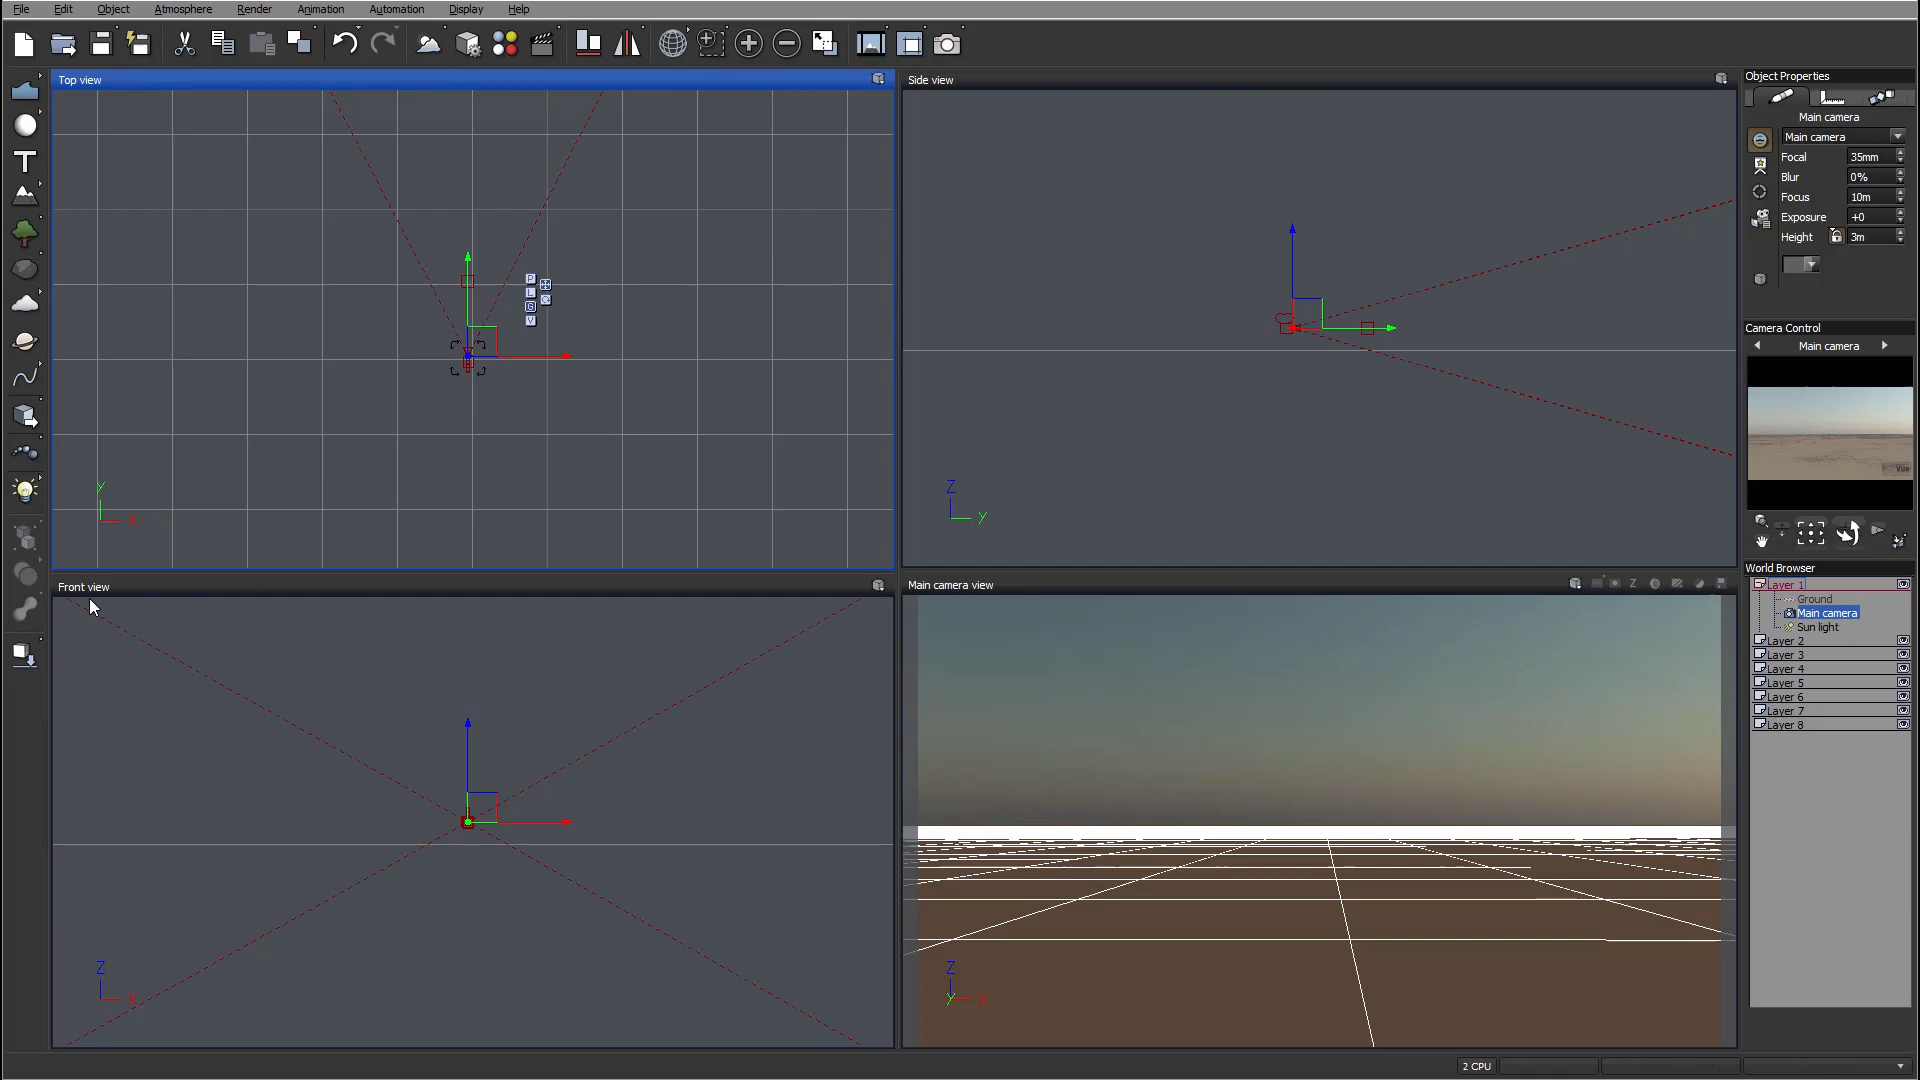 File Edit Object Atmosphere Render Animation Automation Display Help
Top view
Side view
Object Properties
Main camera
Main camera
Focal 35mm
Blur 0%
Focus 10m
Exposure +0
Height 3m
P
L
G
V
Y
X
Z
Y
Camera Control
Main camera
Vue
World Browser
Front view
Main camera view
Z
Layer 1
Ground
Main camera
Sun light
Layer 2
Layer 3
Layer 4
Layer 5
Layer 6
Layer 7
Layer 8
Z
X
Z
Y X
2 CPU